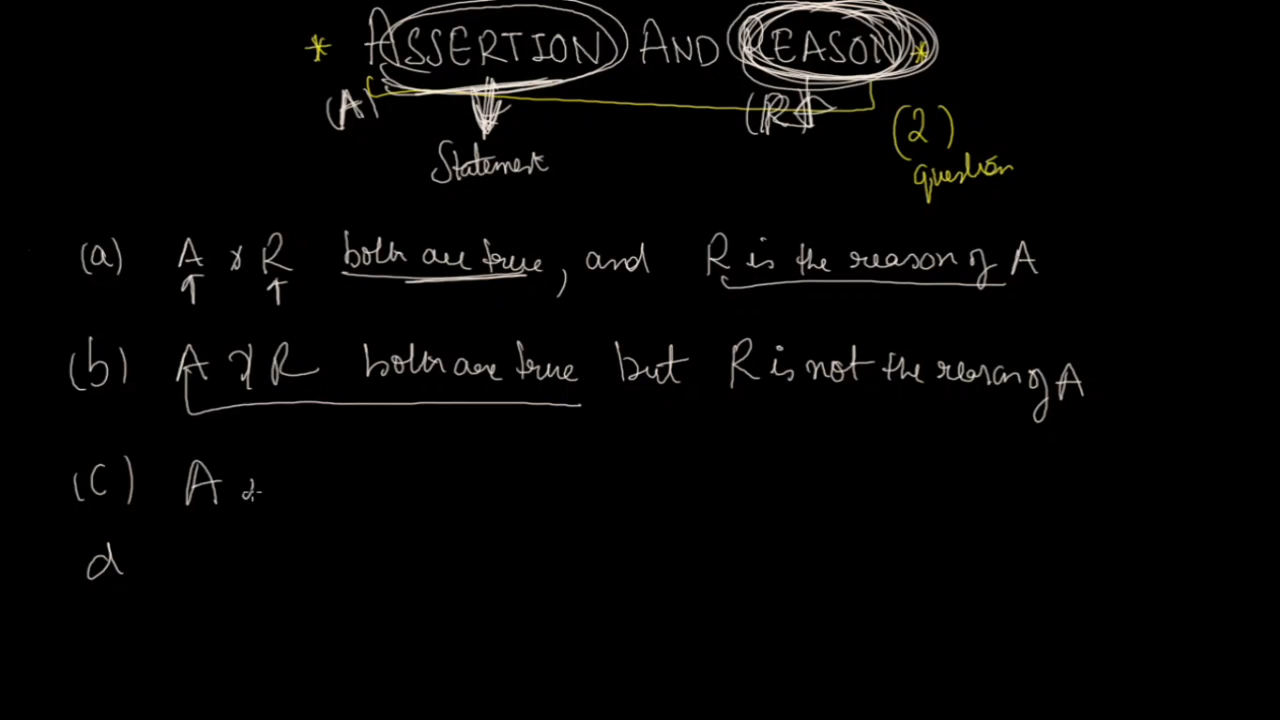 * ASSERTION AND REASON *
(A) (R)
Statement
(2)
question
(a) A & R both are true, and R is the reason of A
(b) A & R both are true but R is not the reason of A
(C) A
d